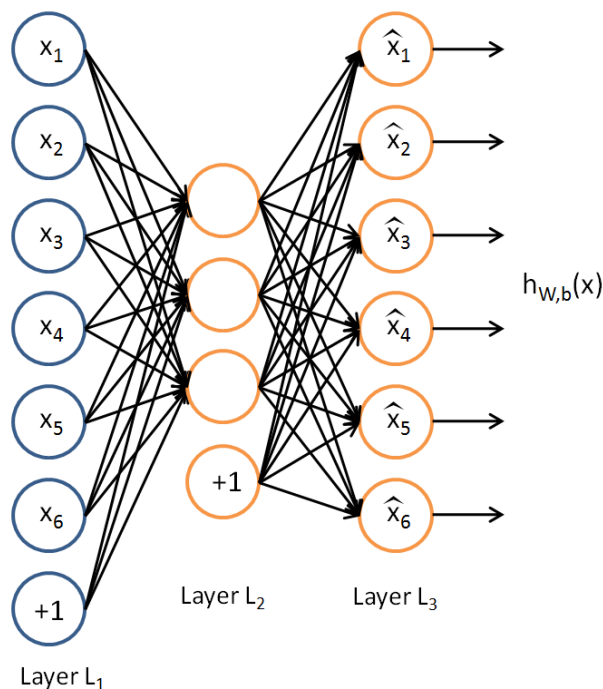 x₁
x₂
x₃
x₄
x₅
x₆
+1
Layer L₁
+1
Layer L₂
x̂₁
x̂₂
x̂₃
x̂₄
x̂₅
x̂₆
Layer L₃
h_W,b(x)